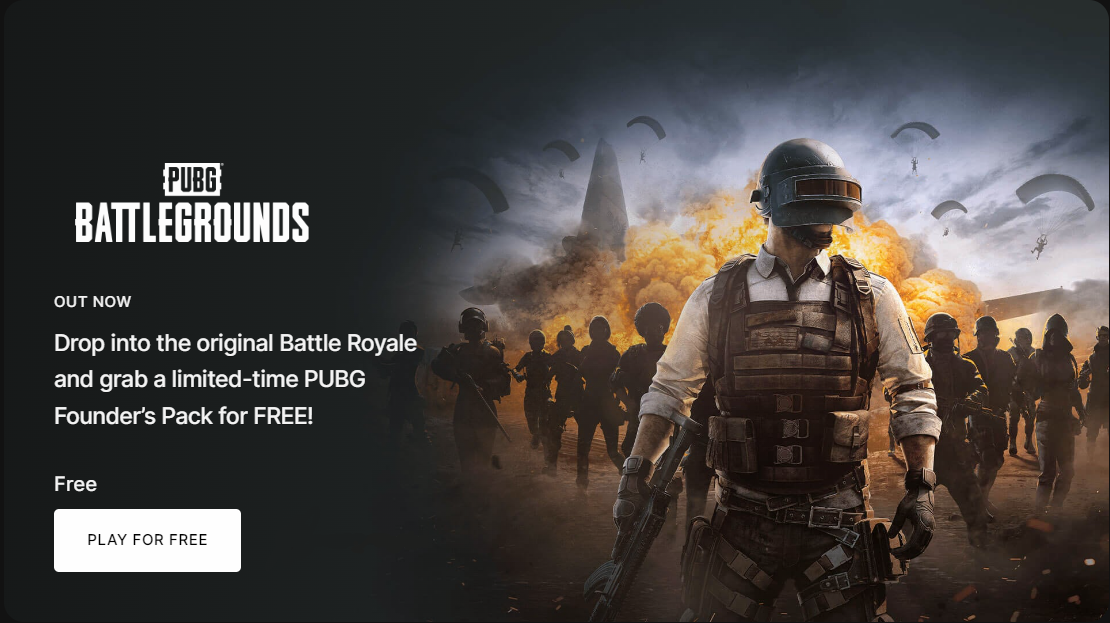 PUBG
BATTLEGROUNDS
OUT NOW
Drop into the original Battle Royale
and grab a limited-time PUBG
Founder’s Pack for FREE!
Free
PLAY FOR FREE